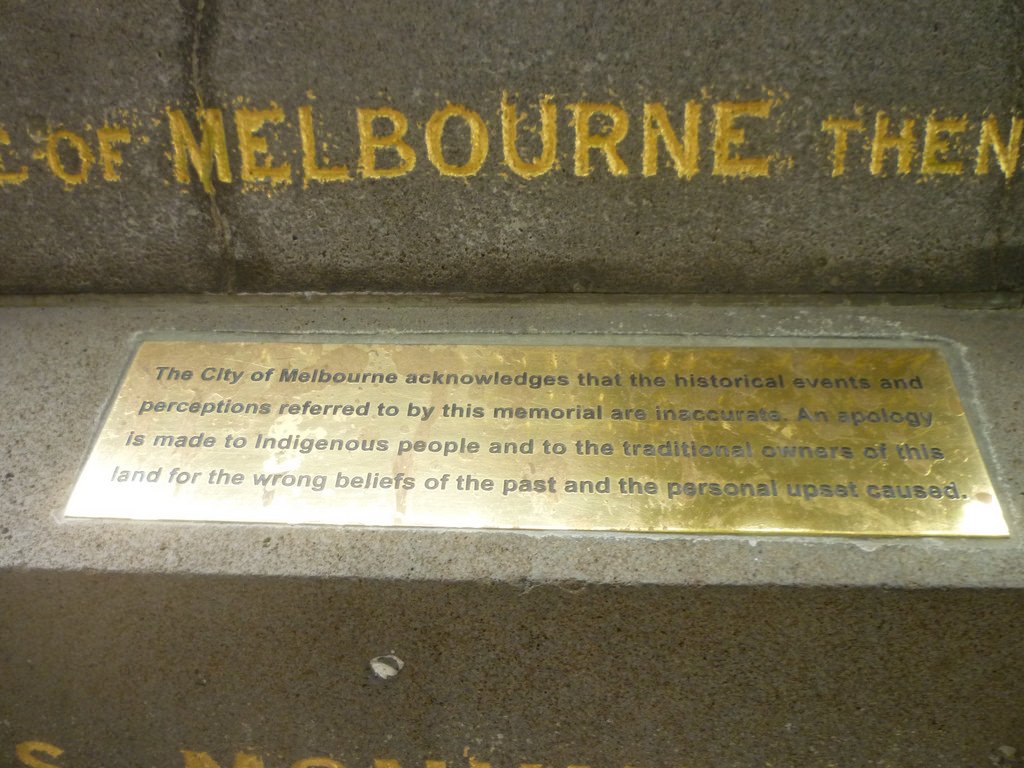 OF MELBOURNE THEN
The City of Melbourne acknowledges that the historical events and
perceptions referred to by this memorial are inaccurate. An apology
is made to Indigenous people and to the traditional owners of this
land for the wrong beliefs of the past and the personal upset caused.